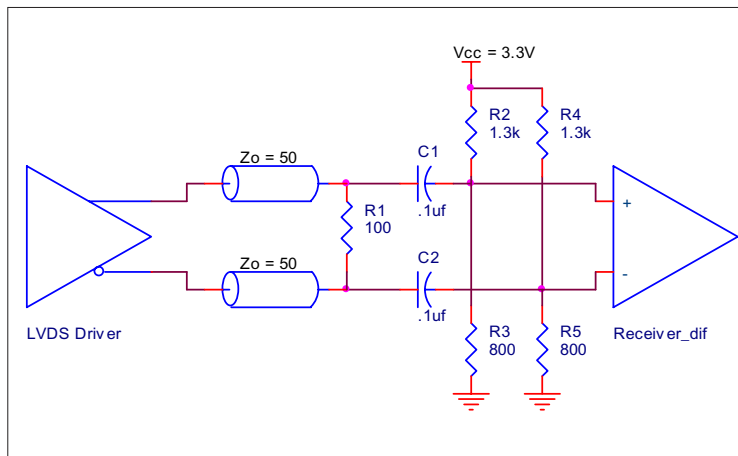 Vcc = 3.3V
R2
1.3k
R4
1.3k
Zo = 50
C1
.1uf
R1
100
+
Zo = 50
C2
.1uf
-
LVDS Driver
R3
800
R5
800
Receiver_dif